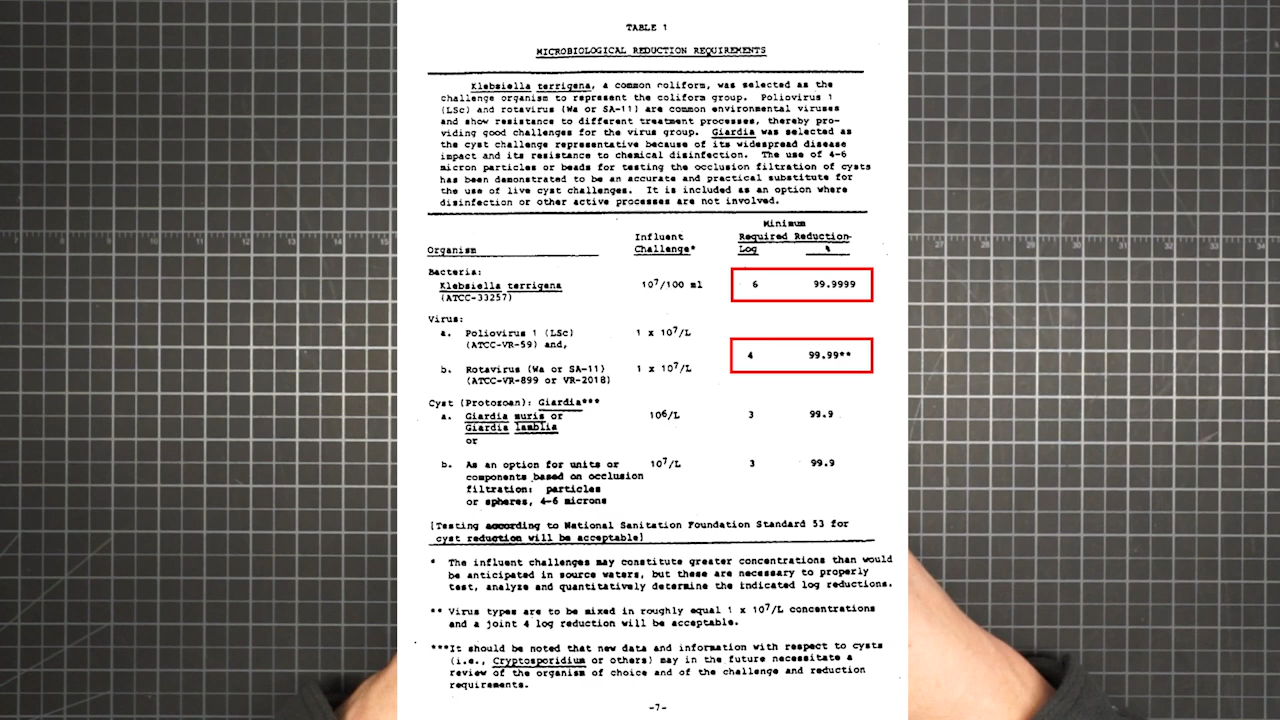 TABLE 1
MICROBIOLOGICAL REDUCTION REQUIREMENTS
Klebsiella terrigena, a common coliform, was selected as the
challenge organism to represent the coliform group. Poliovirus 1
(LSc) and rotavirus (Wa or SA-11) are common environmental viruses
and show resistance to different treatment processes, thereby pro-
viding good challenges for the virus group. Giardia was selected as
the cyst challenge representative because of its widespread disease
impact and its resistance to chemical disinfection. The use of 4-6
micron particles or beads for testing the occlusion filtration of cysts
has been demonstrated to be an accurate and practical substitute for
the use of live cyst challenges. It is included as an option where
disinfection or other active processes are not involved.
Minimum
Influent Required Reduction
Organism Challenge* Log %
Bacteria:
Klebsiella terrigena 10⁷/100 ml 6 99.9999
(ATCC-33257)
Virus:
a. Poliovirus 1 (LSc) 1 x 10⁷/L
(ATCC-VR-59) and,
4 99.99**
b. Rotavirus (Wa or SA-11) 1 x 10⁷/L
(ATCC-VR-899 or VR-2018)
Cyst (Protozoan): Giardia***
a. Giardia muris or 10⁶/L 3 99.9
Giardia lamblia
or
b. As an option for units or 10⁷/L 3 99.9
components based on occlusion
filtration: particles
or spheres, 4-6 microns
[Testing according to National Sanitation Foundation Standard 53 for
cyst reduction will be acceptable]
* The influent challenges may constitute greater concentrations than would
be anticipated in source waters, but these are necessary to properly
test, analyze and quantitatively determine the indicated log reductions.
** Virus types are to be mixed in roughly equal 1 x 10⁷/L concentrations
and a joint 4 log reduction will be acceptable.
***It should be noted that new data and information with respect to cysts
(i.e., Cryptosporidium or others) may in the future necessitate a
review of the organism of choice and of the challenge and reduction
requirements.
-7-